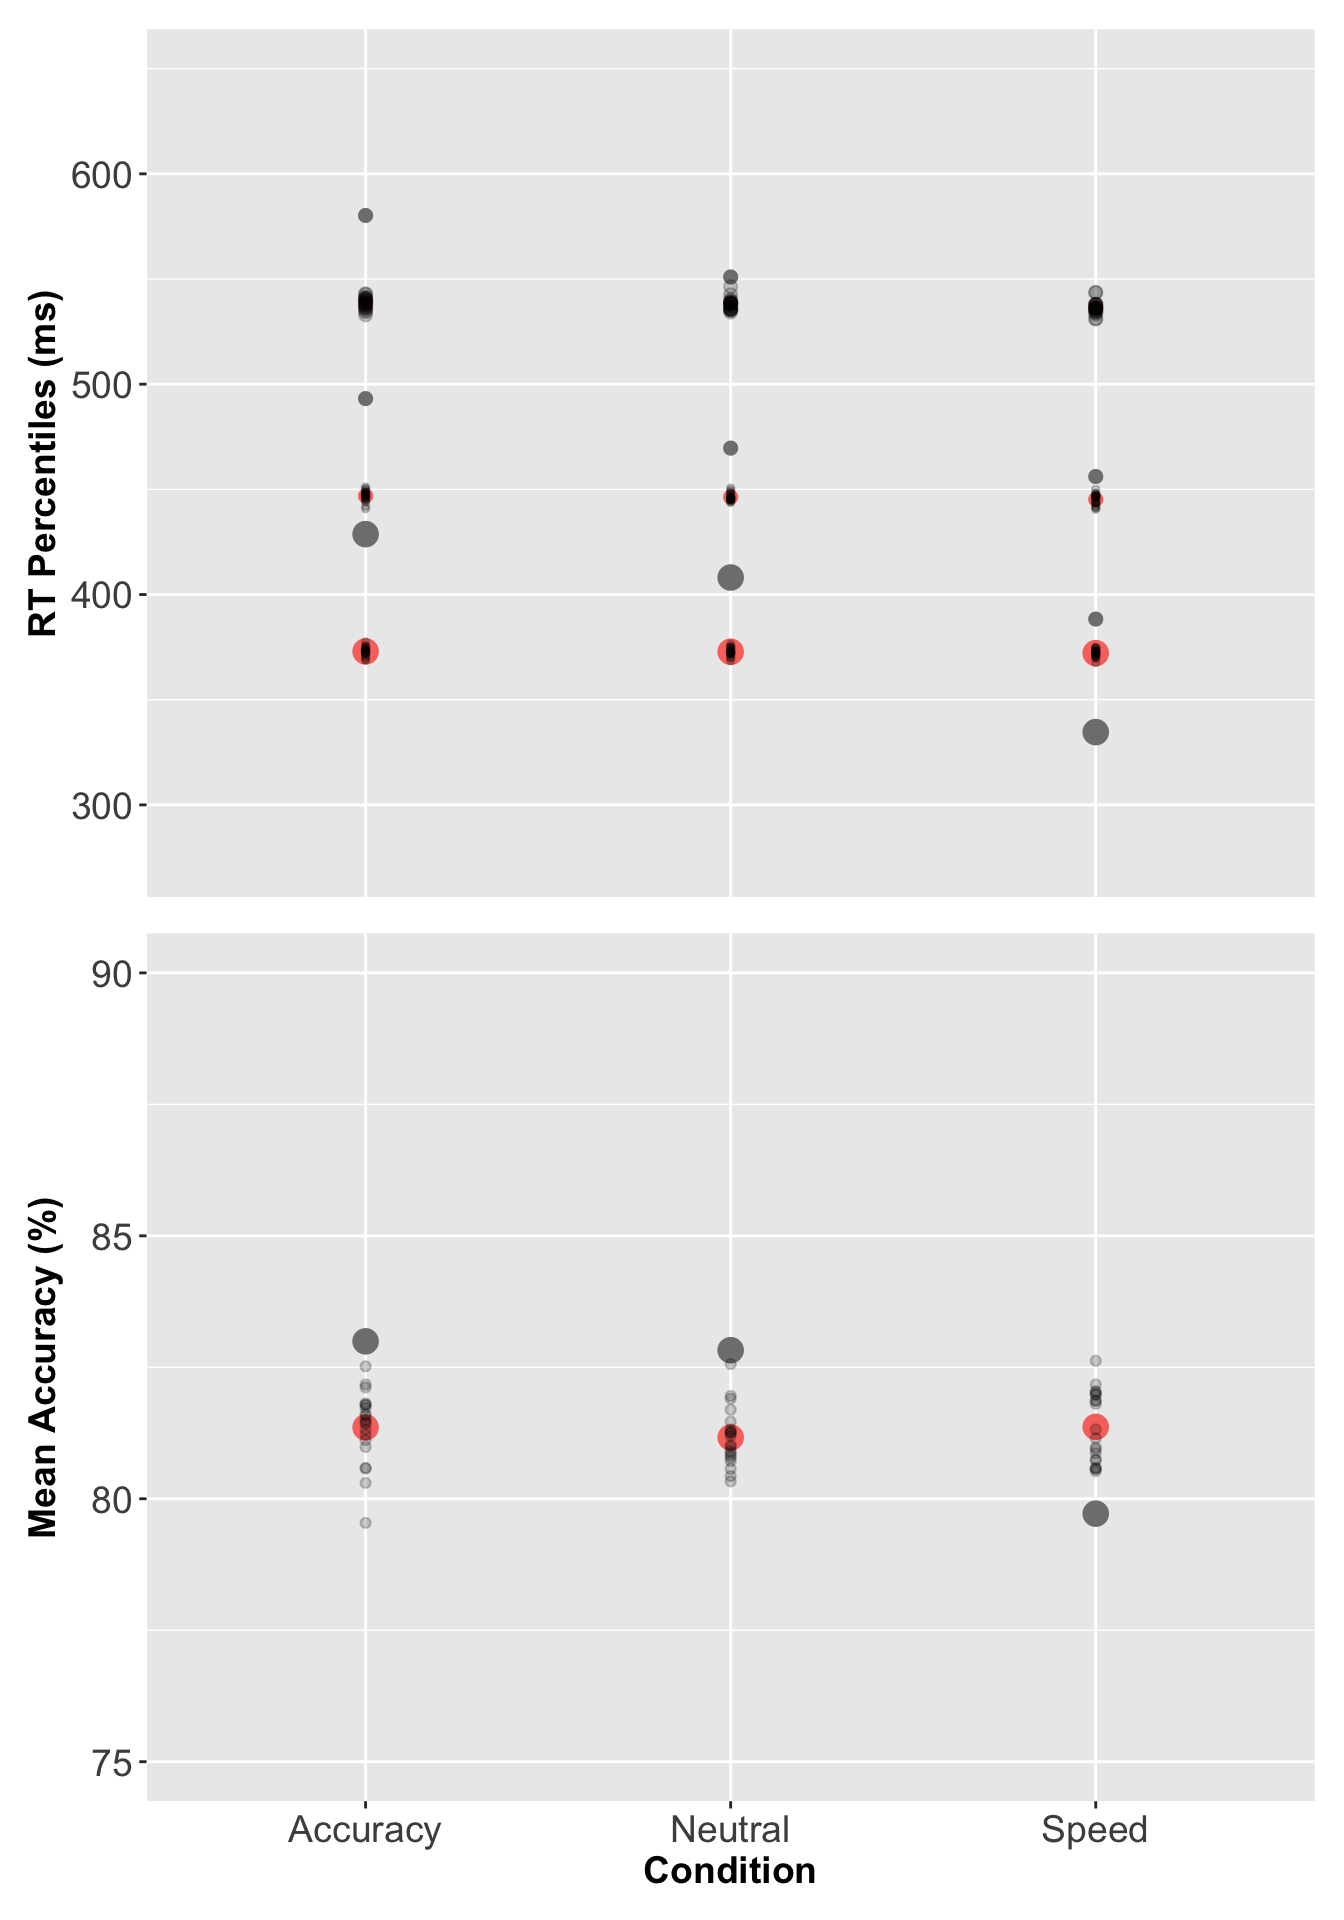 RT Percentiles (ms)
600
500
400
300
Mean Accuracy (%)
90
85
80
75
Accuracy Neutral Speed
Condition